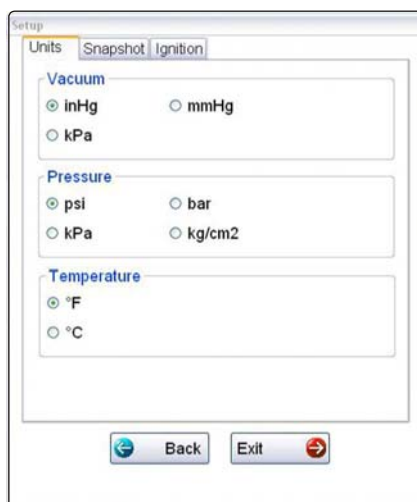 Setup
Units Snapshot Ignition
Vacuum
inHg mmHg
kPa
Pressure
psi bar
kPa kg/cm2
Temperature
°F
°C
Back Exit